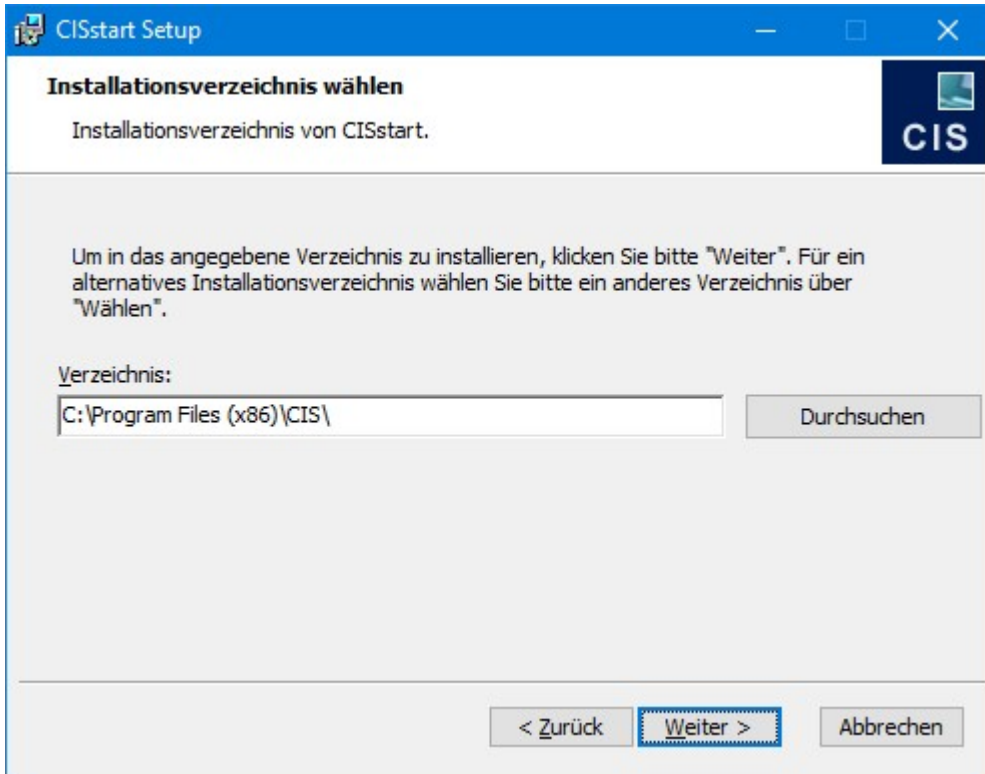 CISstart Setup
Installationsverzeichnis wählen
Installationsverzeichnis von CISstart.
CIS
Um in das angegebene Verzeichnis zu installieren, klicken Sie bitte "Weiter". Für ein
alternatives Installationsverzeichnis wählen Sie bitte ein anderes Verzeichnis über
"Wählen".
Verzeichnis:
C:\Program Files (x86)\CIS\
Durchsuchen
< Zurück
Weiter >
Abbrechen